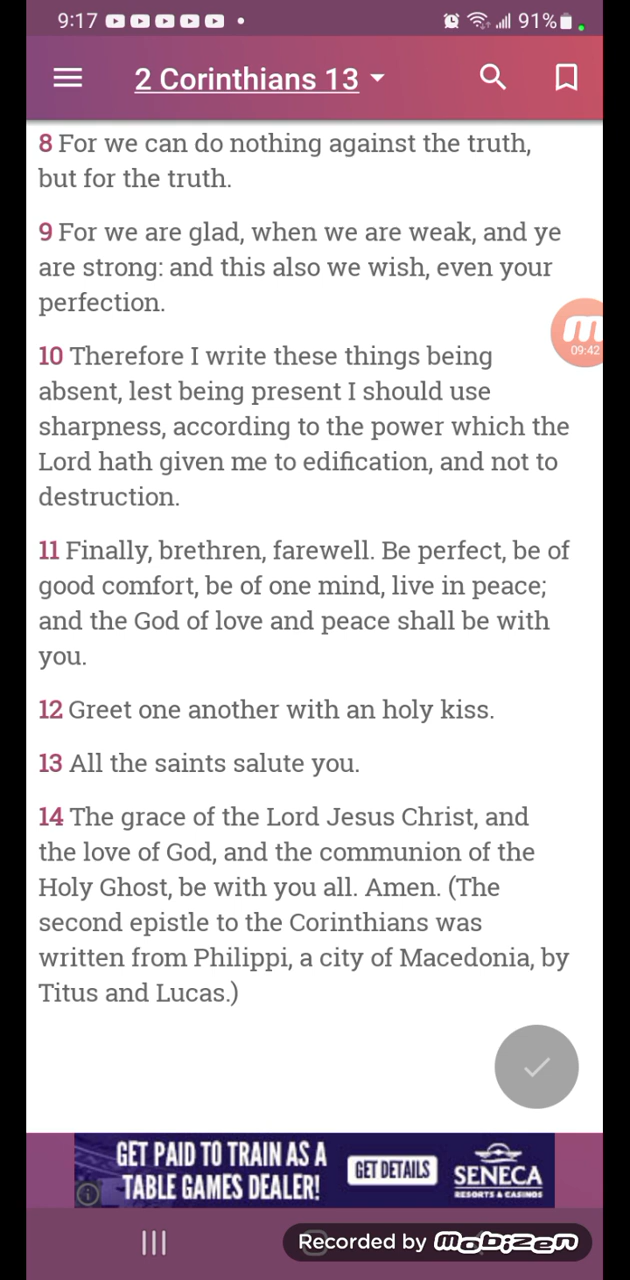 9:17
91%
2 Corinthians 13
8 For we can do nothing against the truth,
but for the truth.
9 For we are glad, when we are weak, and ye
are strong: and this also we wish, even your
perfection.
09:42
10 Therefore I write these things being
absent, lest being present I should use
sharpness, according to the power which the
Lord hath given me to edification, and not to
destruction.
11 Finally, brethren, farewell. Be perfect, be of
good comfort, be of one mind, live in peace;
and the God of love and peace shall be with
you.
12 Greet one another with an holy kiss.
13 All the saints salute you.
14 The grace of the Lord Jesus Christ, and
the love of God, and the communion of the
Holy Ghost, be with you all. Amen. (The
second epistle to the Corinthians was
written from Philippi, a city of Macedonia, by
Titus and Lucas.)
GET PAID TO TRAIN AS A
TABLE GAMES DEALER!
GET DETAILS
SENECA
RESORTS & CASINOS
Recorded by mobizen